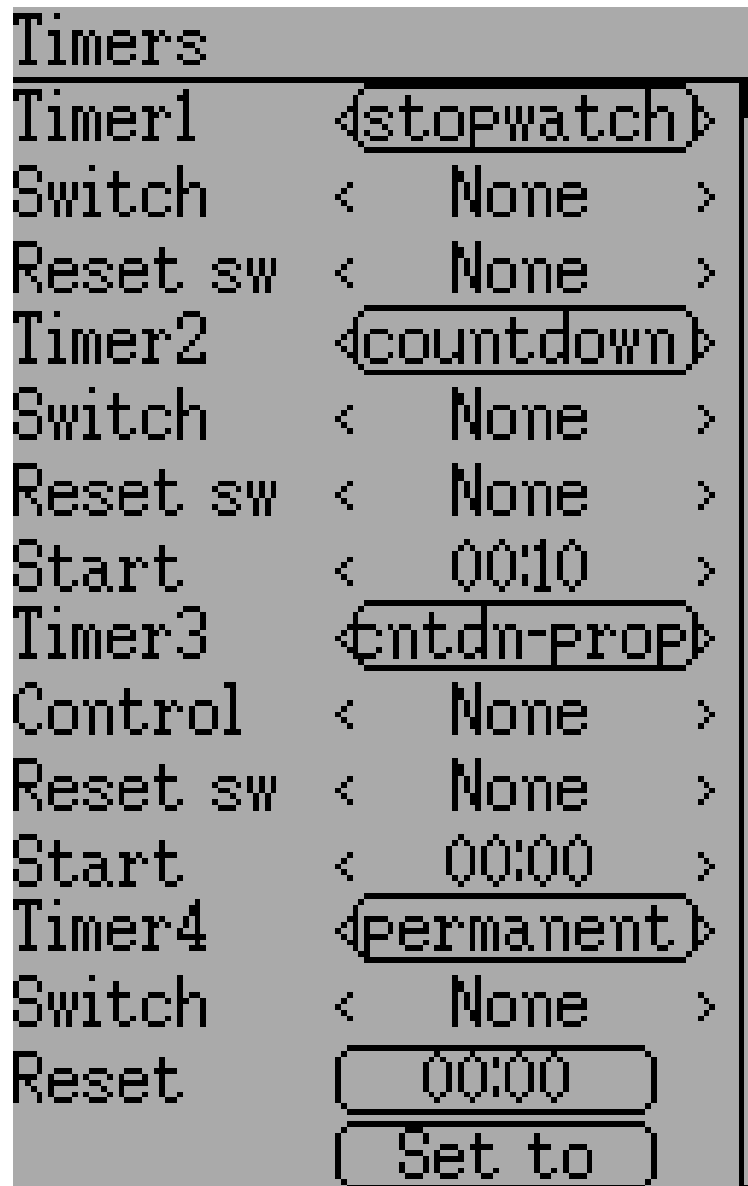 Timers
Timer1 stopwatch
Switch < None >
Reset sw < None >
Timer2 countdown
Switch < None >
Reset sw < None >
Start < 00:10 >
Timer3 cntdn-prop
Control < None >
Reset sw < None >
Start < 00:00 >
Timer4 permanent
Switch < None >
Reset 00:00
Set to